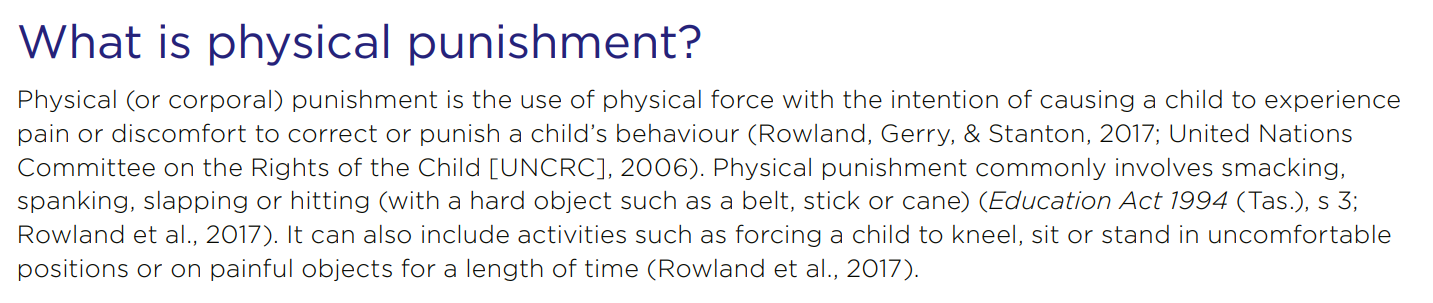 What is physical punishment?
Physical (or corporal) punishment is the use of physical force with the intention of causing a child to experience
pain or discomfort to correct or punish a child’s behaviour (Rowland, Gerry, & Stanton, 2017; United Nations
Committee on the Rights of the Child [UNCRC], 2006). Physical punishment commonly involves smacking,
spanking, slapping or hitting (with a hard object such as a belt, stick or cane) (Education Act 1994 (Tas.), s 3;
Rowland et al., 2017). It can also include activities such as forcing a child to kneel, sit or stand in uncomfortable
positions or on painful objects for a length of time (Rowland et al., 2017).